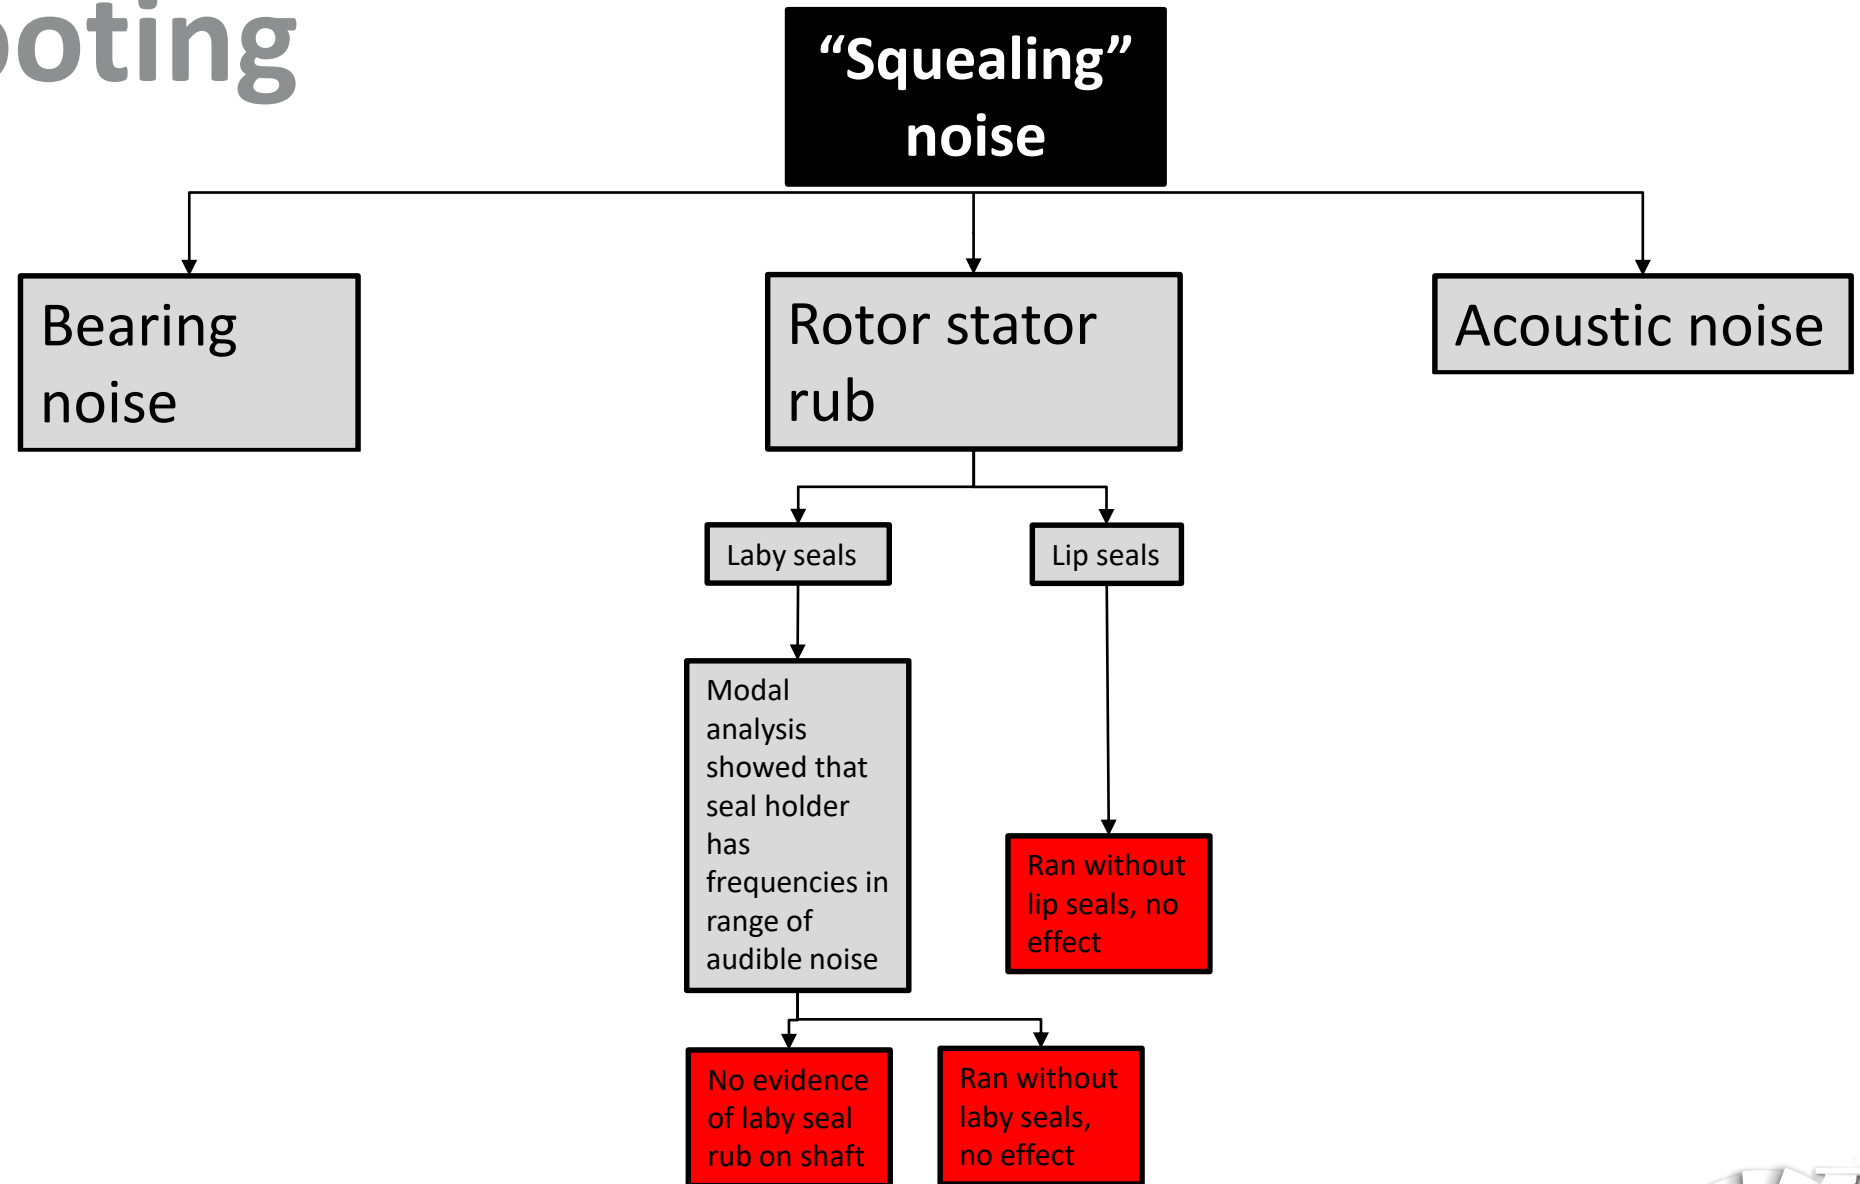 ooting
“Squealing”
noise
Bearing
noise
Rotor stator
rub
Acoustic noise
Laby seals
Lip seals
Modal
analysis
showed that
seal holder
has
frequencies in
range of
audible noise
Ran without
lip seals, no
effect
No evidence
of laby seal
rub on shaft
Ran without
laby seals,
no effect